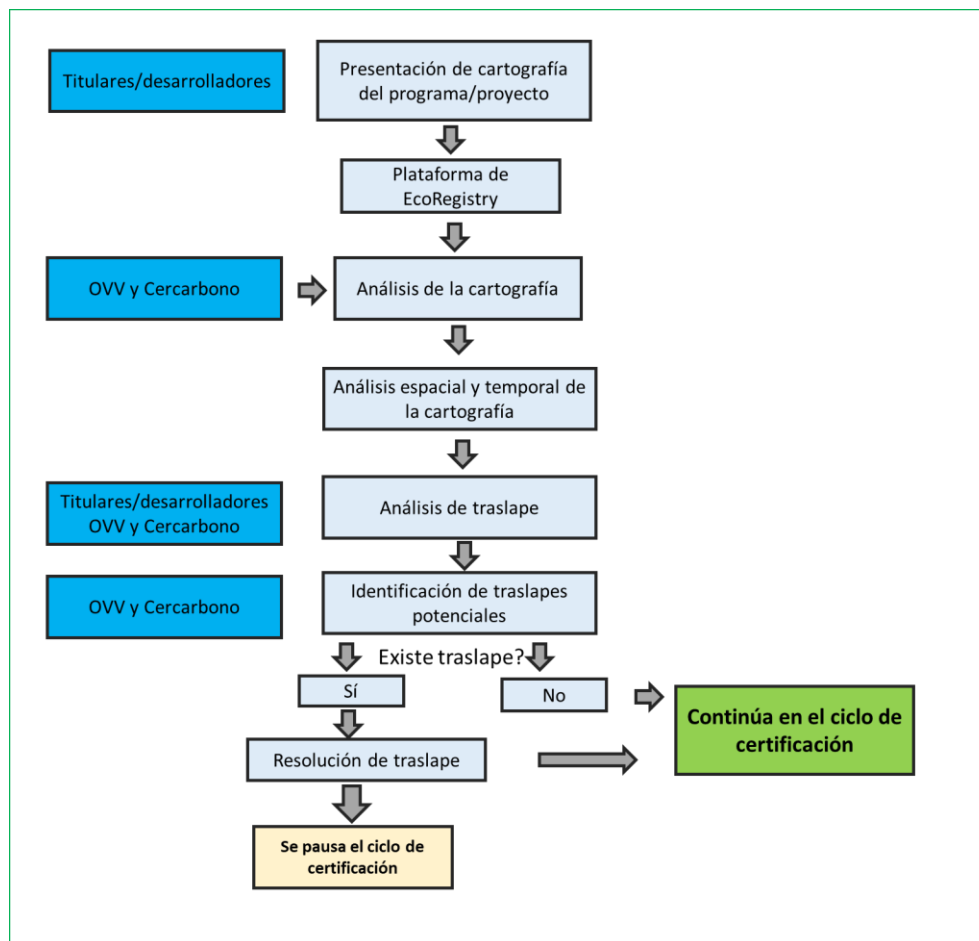 Titulares/desarrolladores
Presentación de cartografía
del programa/proyecto
Plataforma de
EcoRegistry
OVV y Cercarbono
Análisis de la cartografía
Análisis espacial y temporal de
la cartografía
Titulares/desarrolladores
OVV y Cercarbono
Análisis de traslape
OVV y Cercarbono
Identificación de traslapes
potenciales
Existe traslape?
Sí
No
Continúa en el ciclo de
certificación
Resolución de traslape
Se pausa el ciclo de
certificación